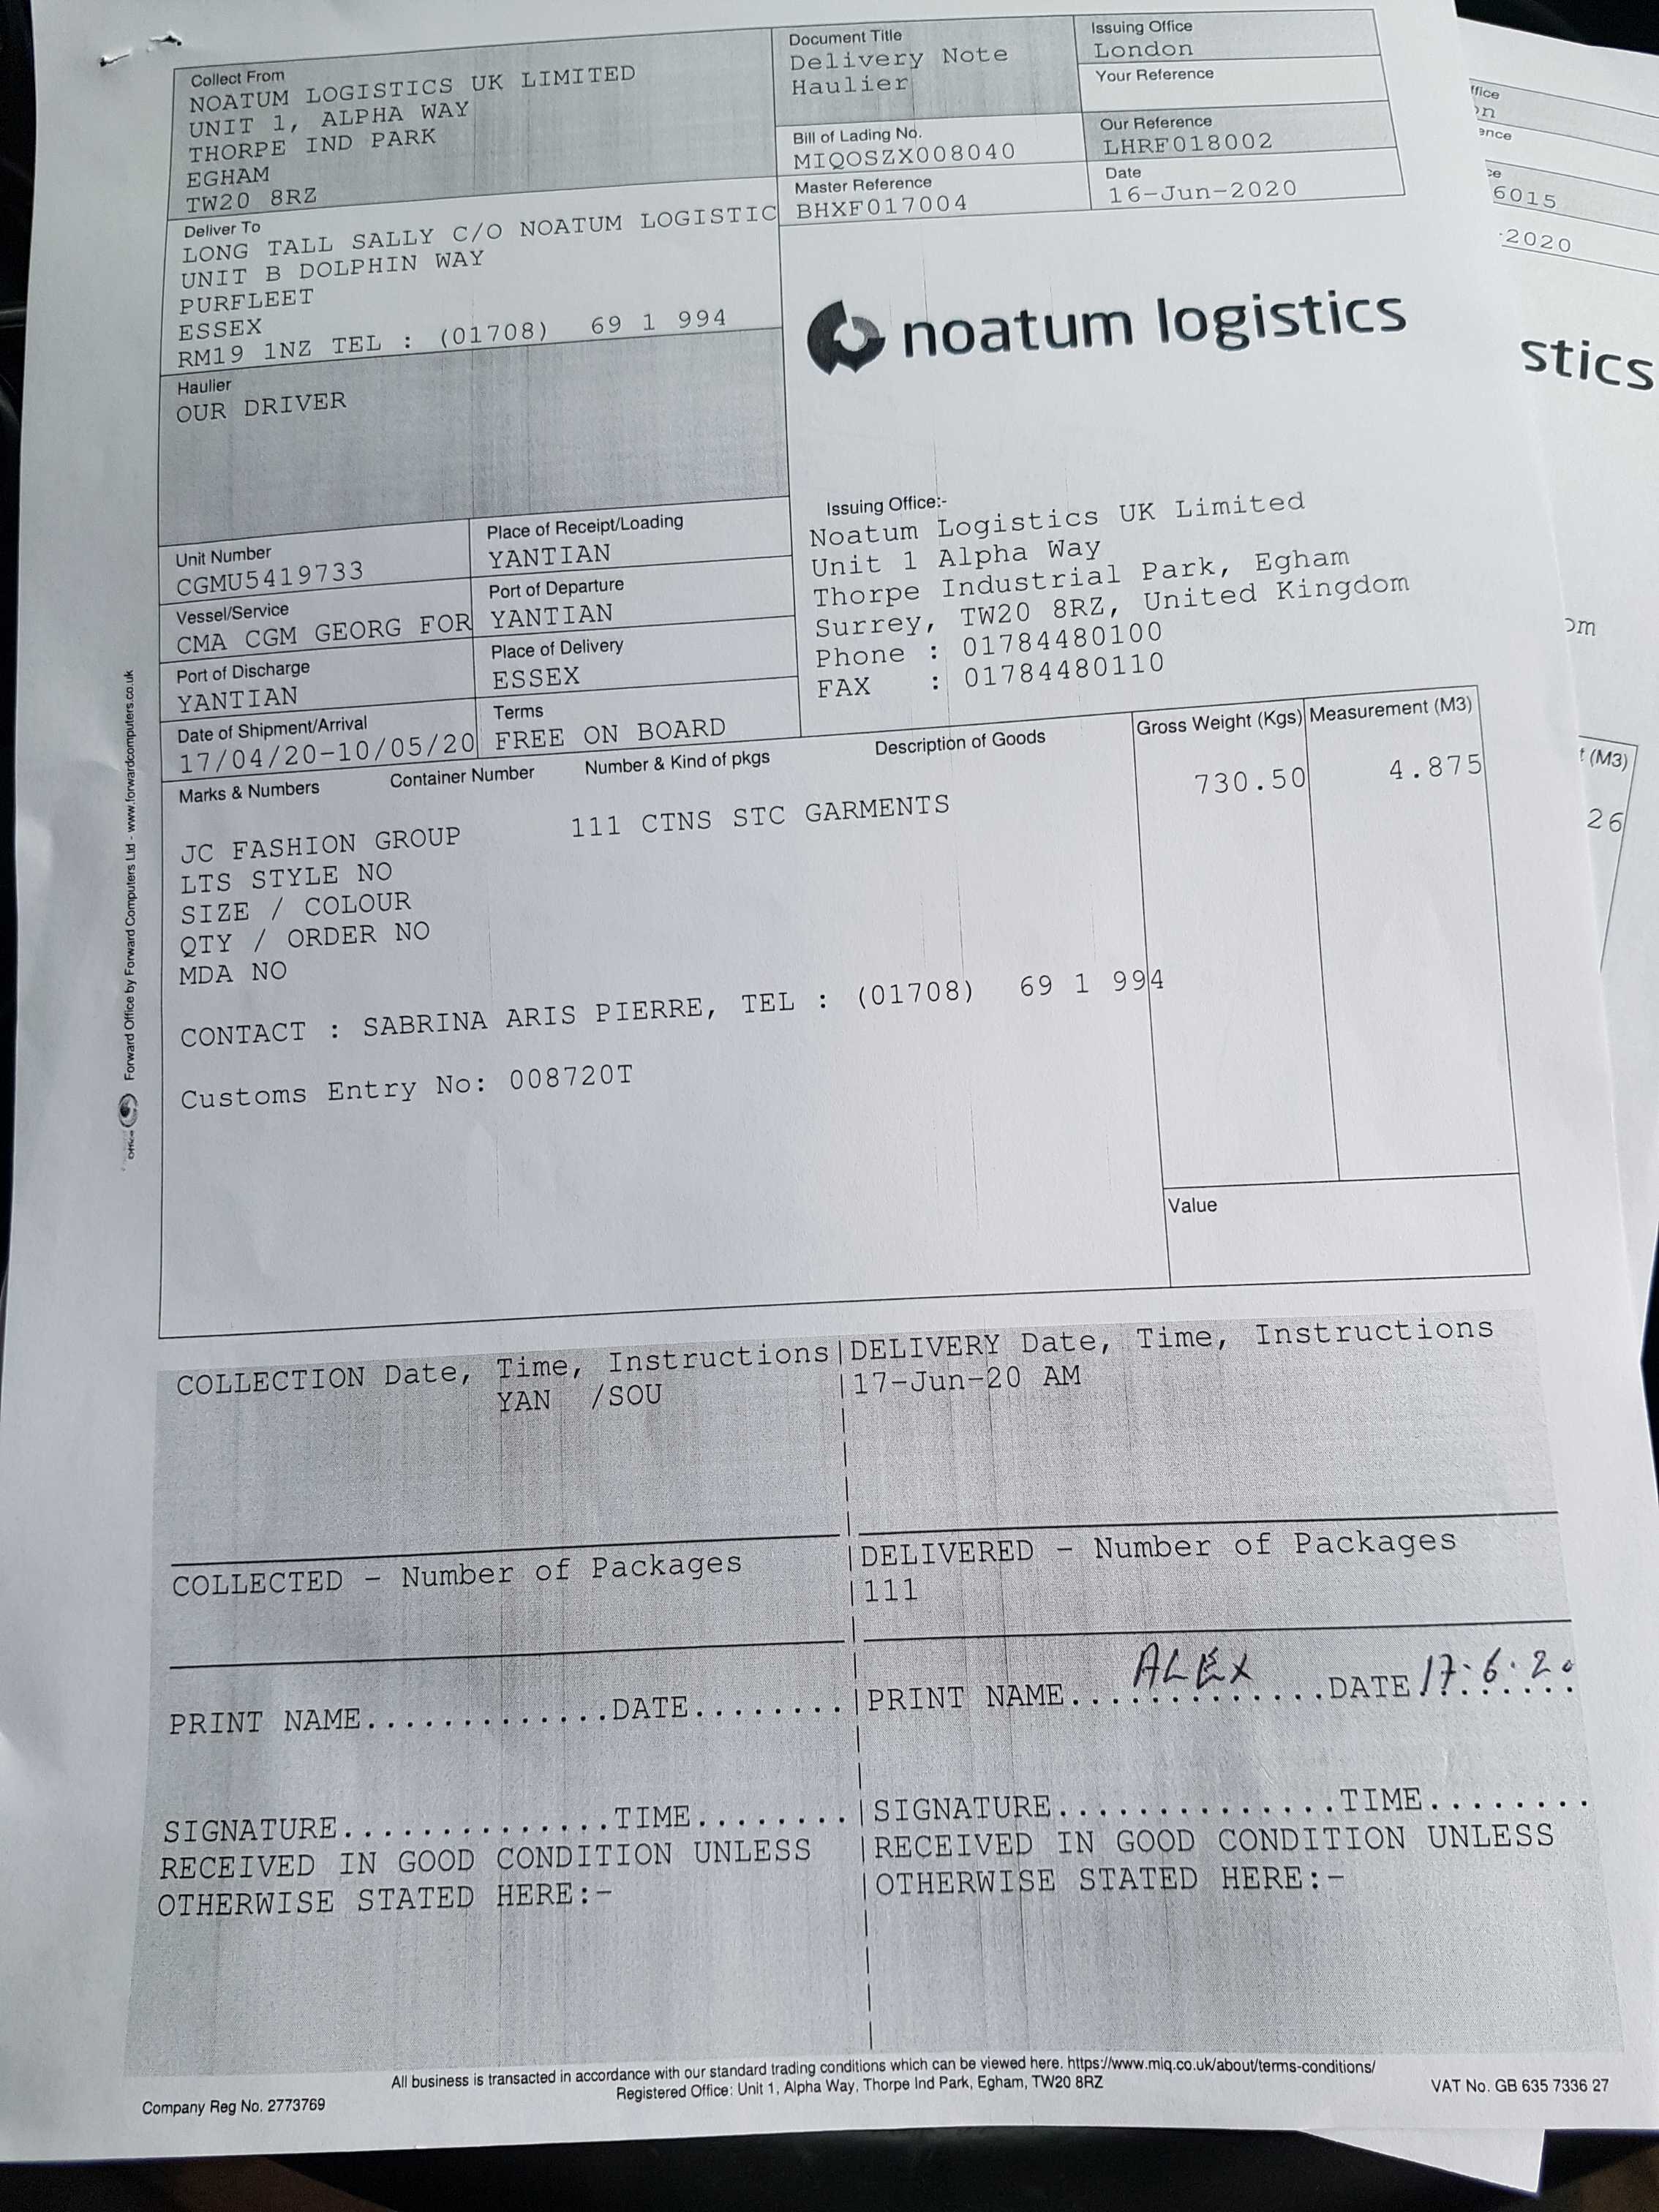 Collect From
NOATUM LOGISTICS UK LIMITED
UNIT 1, ALPHA WAY
THORPE IND PARK
EGHAM
TW20 8RZ
Document Title
Delivery Note
Haulier
Issuing Office
London
Your Reference
Bill of Lading No.
MIQOSZX008040
Our Reference
LHRF018002
Master Reference
BHXF017004
Date
16-Jun-2020
Deliver To
LONG TALL SALLY C/O NOATUM LOGISTIC
UNIT B DOLPHIN WAY
PURFLEET
ESSEX
RM19 1NZ TEL : (01708) 69 1 994
noatum logistics
Haulier
OUR DRIVER
Issuing Office:-
Noatum Logistics UK Limited
Unit 1 Alpha Way
Thorpe Industrial Park, Egham
Surrey, TW20 8RZ, United Kingdom
Phone : 01784480100
FAX : 01784480110
Unit Number
CGMU5419733
Place of Receipt/Loading
YANTIAN
Vessel/Service
CMA CGM GEORG FOR
Port of Departure
YANTIAN
Port of Discharge
YANTIAN
Place of Delivery
ESSEX
Date of Shipment/Arrival
17/04/20-10/05/20
Terms
FREE ON BOARD
Marks & Numbers Container Number Number & Kind of pkgs Description of Goods Gross Weight (Kgs) Measurement (M3)
730.50 4.875
JC FASHION GROUP 111 CTNS STC GARMENTS
LTS STYLE NO
SIZE / COLOUR
QTY / ORDER NO
MDA NO
CONTACT : SABRINA ARIS PIERRE, TEL : (01708) 69 1 994
Customs Entry No: 008720T
Value
COLLECTION Date, Time, Instructions|DELIVERY Date, Time, Instructions
YAN /SOU |17-Jun-20 AM
COLLECTED - Number of Packages |DELIVERED - Number of Packages
|111
PRINT NAME.............DATE........|PRINT NAME.... ALEX .........DATE 17.6.20
SIGNATURE..............TIME........|SIGNATURE...............TIME........
RECEIVED IN GOOD CONDITION UNLESS |RECEIVED IN GOOD CONDITION UNLESS
OTHERWISE STATED HERE:- |OTHERWISE STATED HERE:-
All business is transacted in accordance with our standard trading conditions which can be viewed here. https://www.miq.co.uk/about/terms-conditions/
Registered Office: Unit 1, Alpha Way, Thorpe Ind Park, Egham, TW20 8RZ
Company Reg No. 2773769
VAT No. GB 635 7336 27
Office Forward Office by Forward Computers Ltd - www.forwardcomputers.co.uk
ffice
on
ence
ce
6015
-2020
stics
om
t (M3)
26